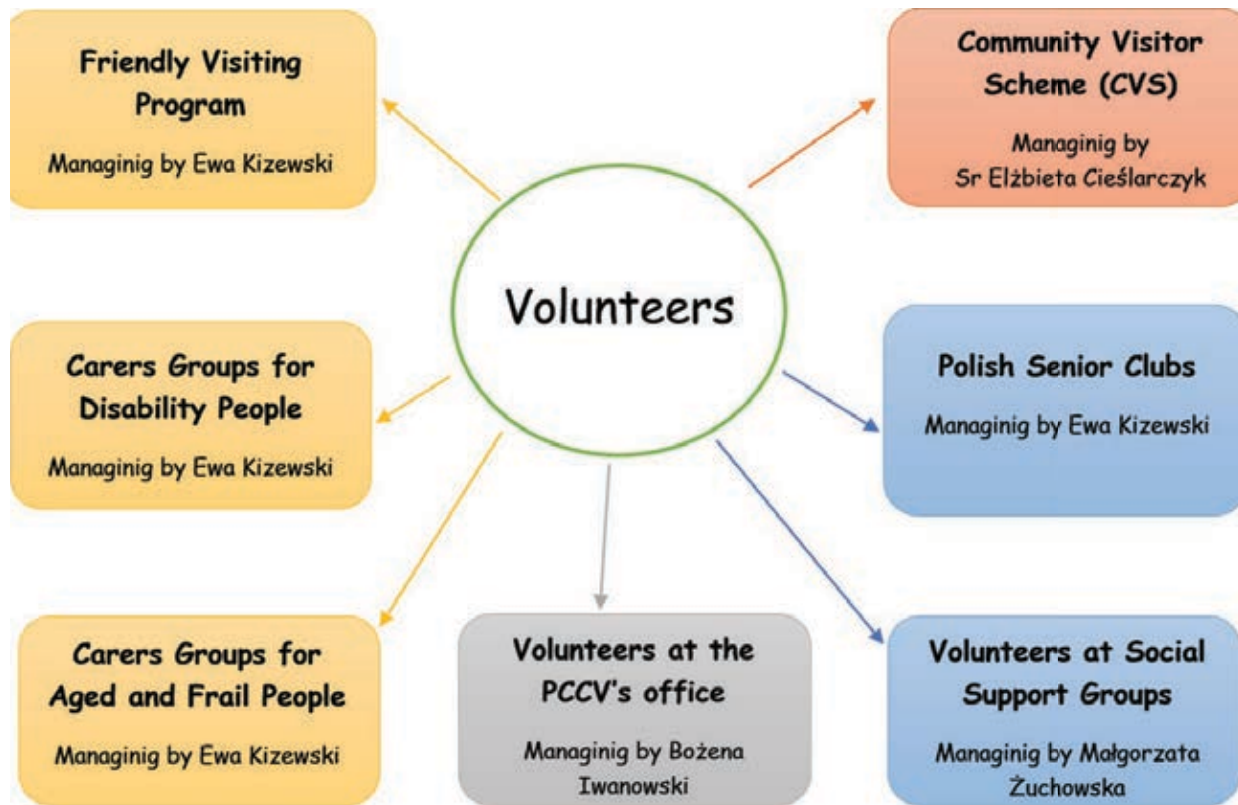 Friendly Visiting
Program
Managinig by Ewa Kizewski
Community Visitor
Scheme (CVS)
Managinig by
Sr Elżbieta Cieślarczyk
Volunteers
Carers Groups for
Disability People
Managinig by Ewa Kizewski
Polish Senior Clubs
Managinig by Ewa Kizewski
Carers Groups for
Aged and Frail People
Managinig by Ewa Kizewski
Volunteers at the
PCCV's office
Managinig by Bożena
Iwanowski
Volunteers at Social
Support Groups
Managinig by Małgorzata
Żuchowska